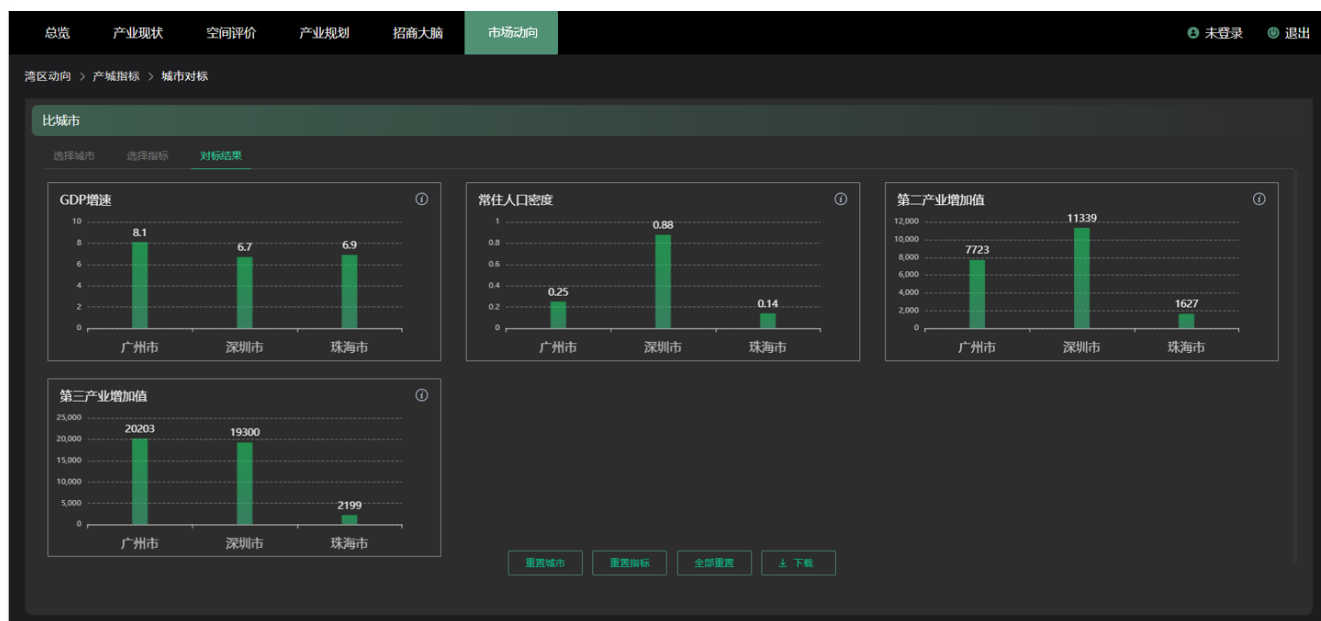 总览 产业现状 空间评价 产业规划 招商大脑 市场动向 未登录 退出
湾区动向 > 产城指标 > 城市对标
比城市
选择城市 选择指标 对标结果
GDP增速
10
8
6
4
2
0
8.1
6.7
6.9
广州市 深圳市 珠海市
常住人口密度
1
0.8
0.6
0.4
0.2
0
0.25
0.88
0.14
广州市 深圳市 珠海市
第二产业增加值
12,000
10,000
8,000
6,000
4,000
2,000
0
7723
11339
1627
广州市 深圳市 珠海市
第三产业增加值
25,000
20,000
15,000
10,000
5,000
0
20203
19300
2199
广州市 深圳市 珠海市
重置城市 重置指标 全部重置 下载